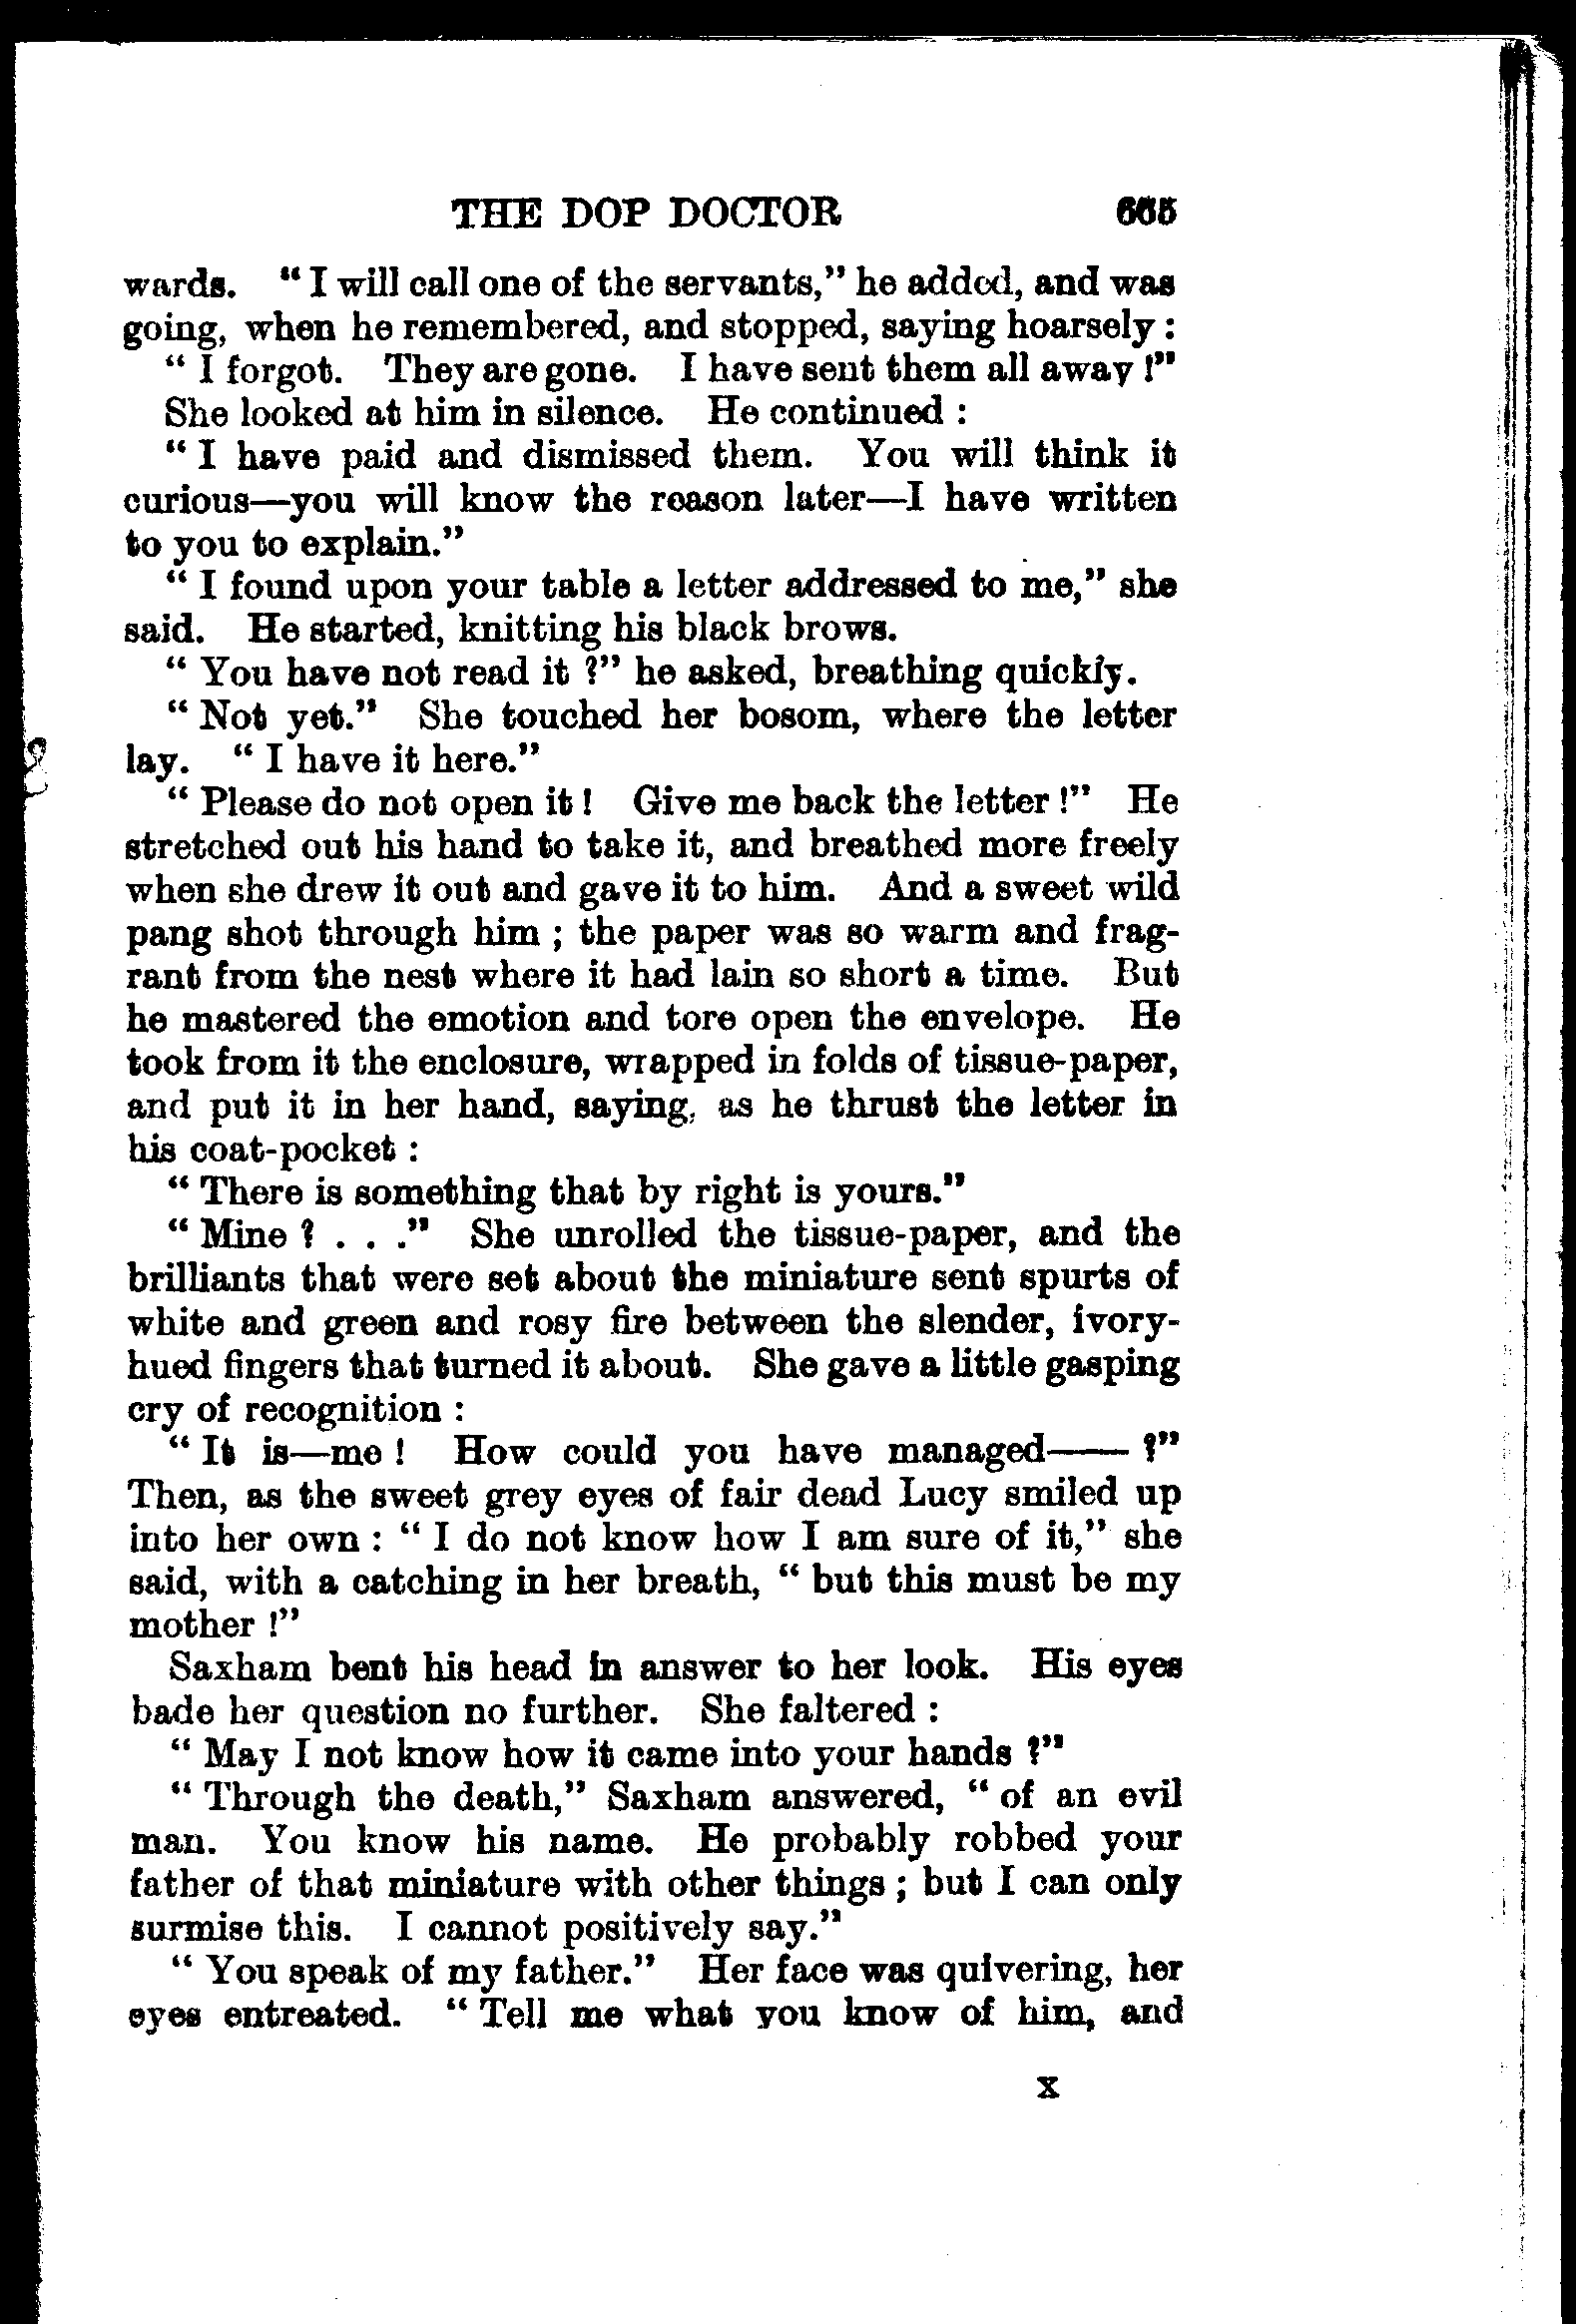 THE DOP DOCTOR 665
wards. "I will call one of the servants," he added, and was
going, when he remembered, and stopped, saying hoarsely:
"I forgot. They are gone. I have sent them all away!"
She looked at him in silence. He continued:
"I have paid and dismissed them. You will think it
curious—you will know the reason later—I have written
to you to explain."
"I found upon your table a letter addressed to me," she
said. He started, knitting his black brows.
"You have not read it?" he asked, breathing quickly.
"Not yet." She touched her bosom, where the letter
lay. "I have it here."
"Please do not open it! Give me back the letter!" He
stretched out his hand to take it, and breathed more freely
when she drew it out and gave it to him. And a sweet wild
pang shot through him; the paper was so warm and frag-
rant from the nest where it had lain so short a time. But
he mastered the emotion and tore open the envelope. He
took from it the enclosure, wrapped in folds of tissue-paper,
and put it in her hand, saying, as he thrust the letter in
his coat-pocket:
"There is something that by right is yours."
"Mine? . . ." She unrolled the tissue-paper, and the
brilliants that were set about the miniature sent spurts of
white and green and rosy fire between the slender, ivory-
hued fingers that turned it about. She gave a little gasping
cry of recognition:
"It is—me! How could you have managed——?"
Then, as the sweet grey eyes of fair dead Lucy smiled up
into her own: "I do not know how I am sure of it," she
said, with a catching in her breath, "but this must be my
mother!"
Saxham bent his head in answer to her look. His eyes
bade her question no further. She faltered:
"May I not know how it came into your hands?"
"Through the death," Saxham answered, "of an evil
man. You know his name. He probably robbed your
father of that miniature with other things; but I can only
surmise this. I cannot positively say."
"You speak of my father." Her face was quivering, her
eyes entreated. "Tell me what you know of him, and
x